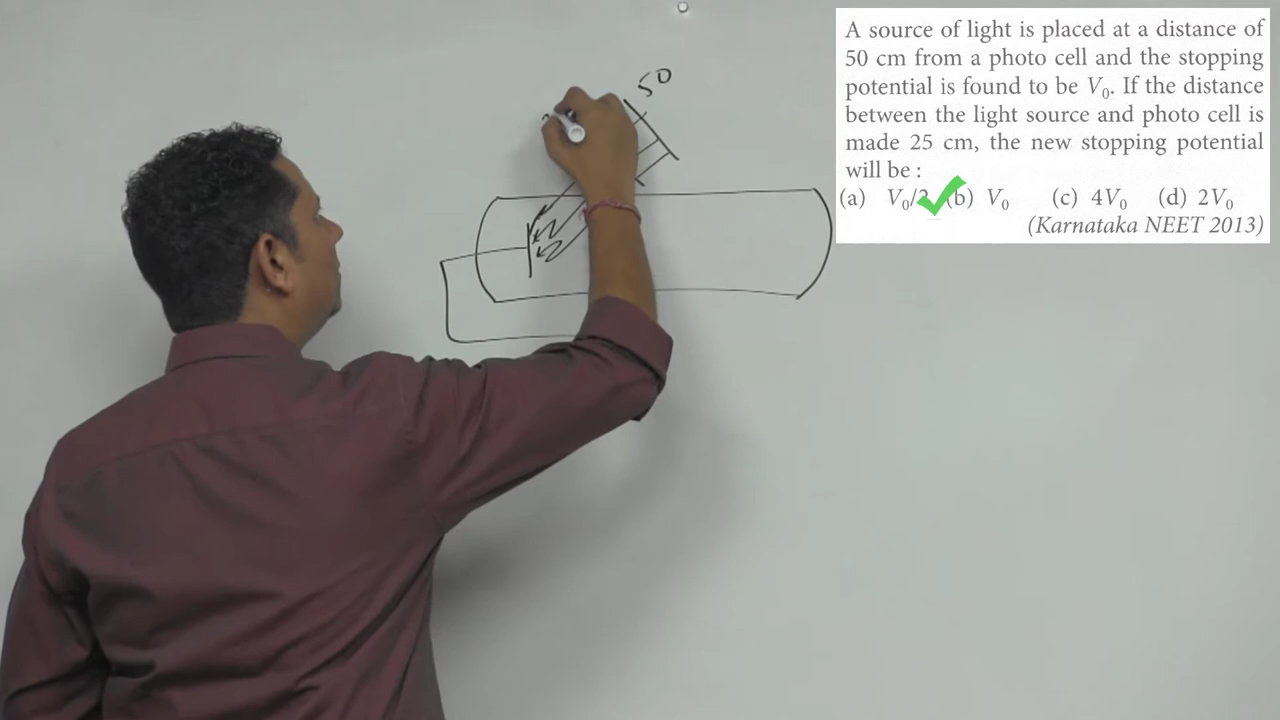 A source of light is placed at a distance of
50 cm from a photo cell and the stopping
potential is found to be V₀. If the distance
between the light source and photo cell is
made 25 cm, the new stopping potential
will be :
(a) V₀/2 (b) V₀ (c) 4V₀ (d) 2V₀
(Karnataka NEET 2013)
50